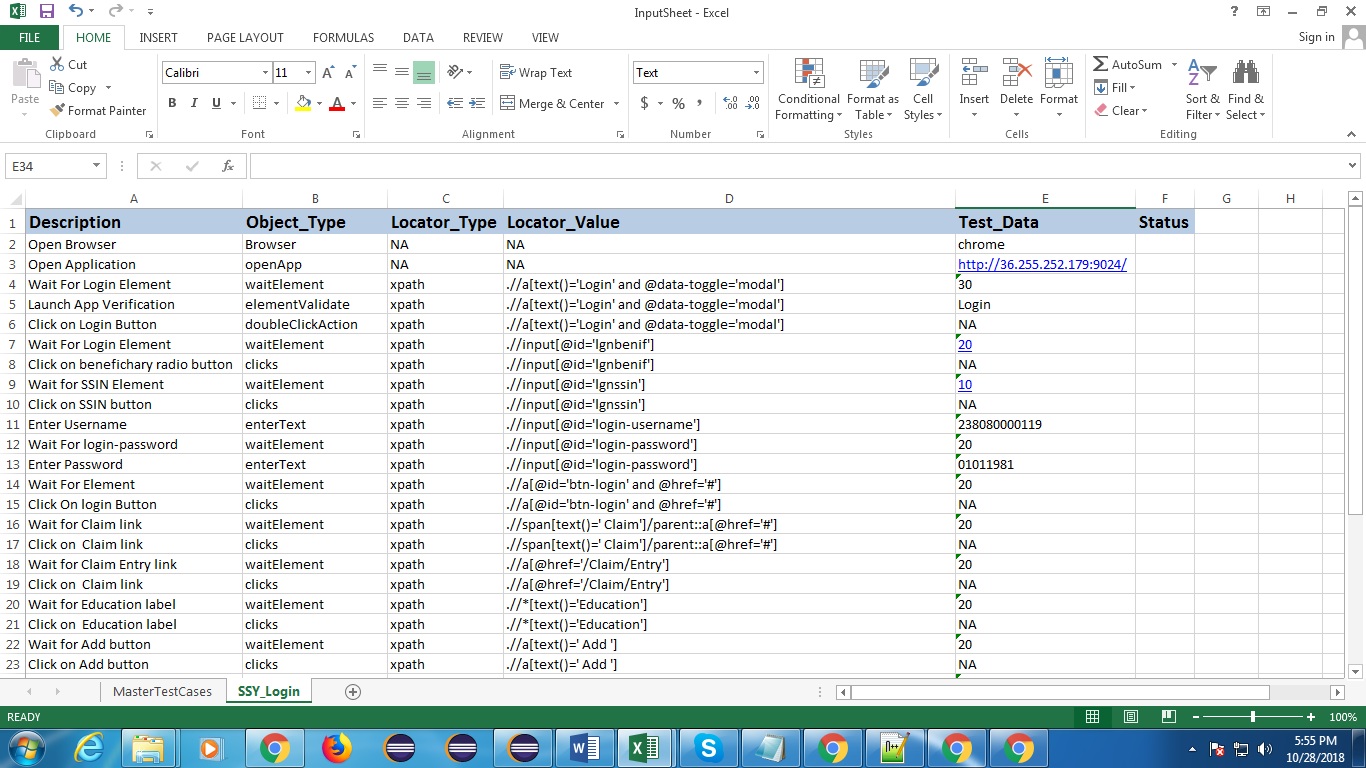 InputSheet - Excel
FILE HOME INSERT PAGE LAYOUT FORMULAS DATA REVIEW VIEW Sign in
Paste Cut Copy Format Painter Clipboard
Calibri 11 B I U Font
Wrap Text Merge & Center Alignment
Text $ % , Number
Conditional Formatting Format as Table Cell Styles Styles
Insert Delete Format Cells
AutoSum Fill Clear Sort & Filter Find & Select Editing
E34 fx
A B C D E F G H
1 Description Object_Type Locator_Type Locator_Value Test_Data Status
2 Open Browser Browser NA NA chrome
3 Open Application openApp NA NA http://36.255.252.179:9024/
4 Wait For Login Element waitElement xpath .//a[text()='Login' and @data-toggle='modal'] 30
5 Launch App Verification elementValidate xpath .//a[text()='Login' and @data-toggle='modal'] Login
6 Click on Login Button doubleClickAction xpath .//a[text()='Login' and @data-toggle='modal'] NA
7 Wait For Login Element waitElement xpath .//input[@id='lgnbenif'] 20
8 Click on benefichary radio button clicks xpath .//input[@id='lgnbenif'] NA
9 Wait for SSIN Element waitElement xpath .//input[@id='lgnssin'] 10
10 Click on SSIN button clicks xpath .//input[@id='lgnssin'] NA
11 Enter Username enterText xpath .//input[@id='login-username'] 238080000119
12 Wait For login-password waitElement xpath .//input[@id='login-password'] 20
13 Enter Password enterText xpath .//input[@id='login-password'] 01011981
14 Wait For Element waitElement xpath .//a[@id='btn-login' and @href='#'] 20
15 Click On login Button clicks xpath .//a[@id='btn-login' and @href='#'] NA
16 Wait for Claim link waitElement xpath .//span[text()=' Claim']/parent::a[@href='#'] 20
17 Click on  Claim link clicks xpath .//span[text()=' Claim']/parent::a[@href='#'] NA
18 Wait for Claim Entry link waitElement xpath .//a[@href='/Claim/Entry'] 20
19 Click on  Claim link clicks xpath .//a[@href='/Claim/Entry'] NA
20 Wait for Education label waitElement xpath .//*[text()='Education'] 20
21 Click on  Education label clicks xpath .//*[text()='Education'] NA
22 Wait for Add button waitElement xpath .//a[text()=' Add '] 20
23 Click on Add button clicks xpath .//a[text()=' Add '] NA
MasterTestCases SSY_Login
READY 100%
5:55 PM
10/28/2018